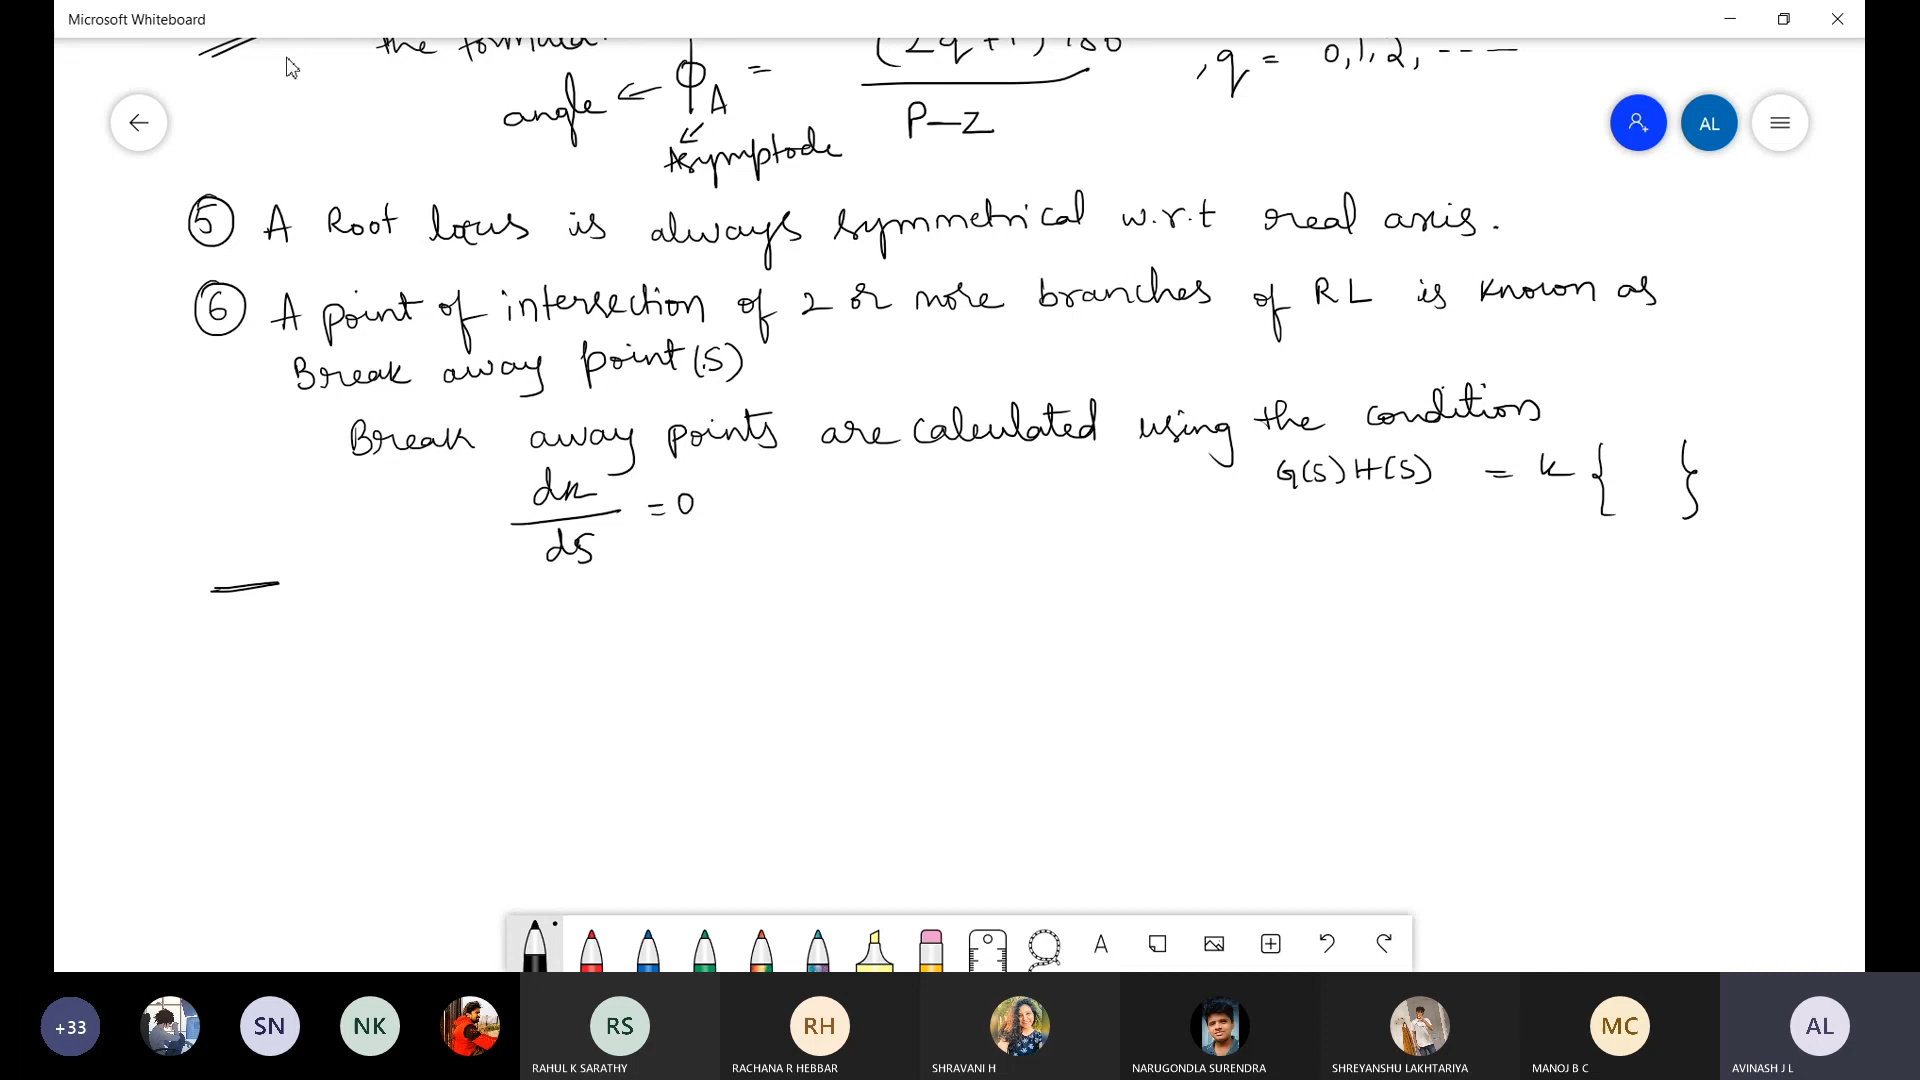 Microsoft Whiteboard
the formula.
angle ← ϕA = (2q+1)180 / P-Z , q = 0,1,2, ---
Asymptode
AL
⑤ A Root locus is always symmetrical w.r.t real axis.
⑥ A point of intersection of 2 or more branches of RL is known as
Break away point(s)
Break away points are calculated using the condition
G(s)H(s) = K { }
dk/ds = 0
+33
SN
NK
RS
RH
MC
AL
RAHUL K SARATHY
RACHANA R HEBBAR
SHRAVANI H
NARUGONDLA SURENDRA
SHREYANSHU LAKHTARIYA
MANOJ B C
AVINASH J L